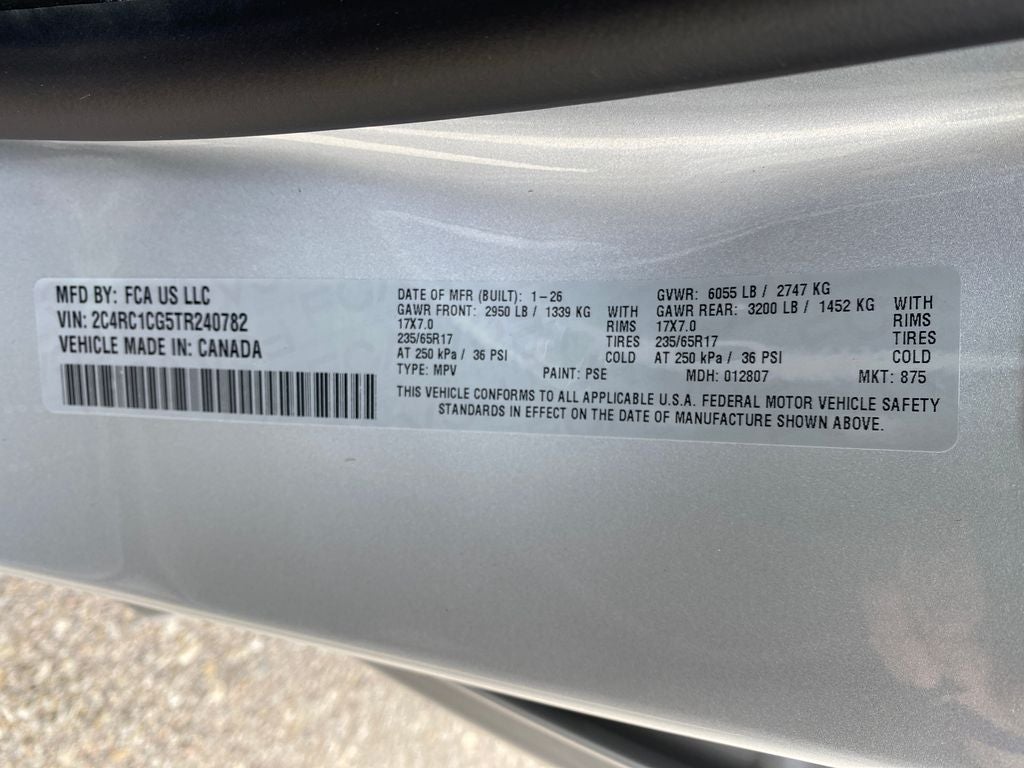 MFD BY: FCA US LLC
VIN: 2C4RC1CG5TR240782
VEHICLE MADE IN: CANADA
DATE OF MFR (BUILT): 1-26
GVWR: 6055 LB / 2747 KG
GAWR FRONT: 2950 LB / 1339 KG WITH
GAWR REAR: 3200 LB / 1452 KG WITH
17X7.0 RIMS
17X7.0 RIMS
235/65R17 TIRES
235/65R17 TIRES
AT 250 kPa / 36 PSI COLD
AT 250 kPa / 36 PSI COLD
TYPE: MPV PAINT: PSE MDH: 012807 MKT: 875
THIS VEHICLE CONFORMS TO ALL APPLICABLE U.S.A. FEDERAL MOTOR VEHICLE SAFETY
STANDARDS IN EFFECT ON THE DATE OF MANUFACTURE SHOWN ABOVE.